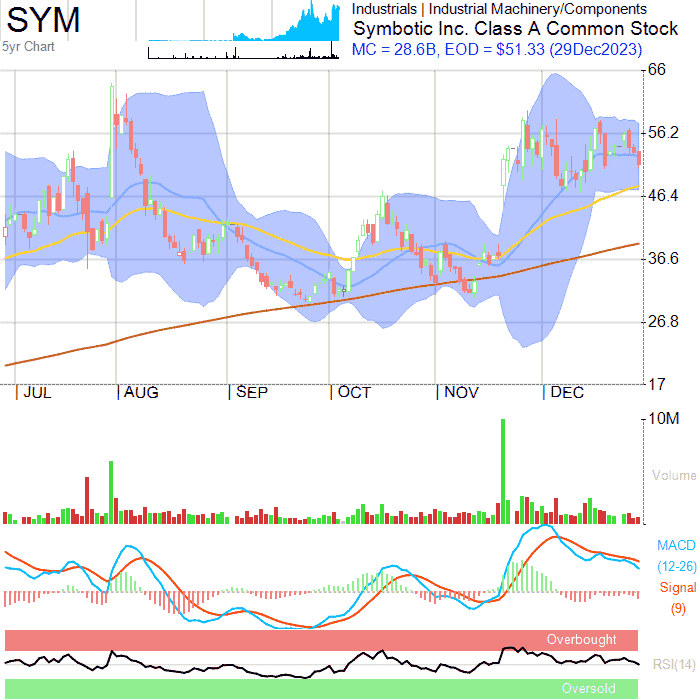 SYM
5yr Chart
Industrials | Industrial Machinery/Components
Symbotic Inc. Class A Common Stock
MC = 28.6B, EOD = $51.33 (29Dec2023)
66
56.2
46.4
36.6
26.8
17
JUL AUG SEP OCT NOV DEC
10M
Volume
MACD
(12-26)
Signal
(9)
Overbought
RSI(14)
Oversold